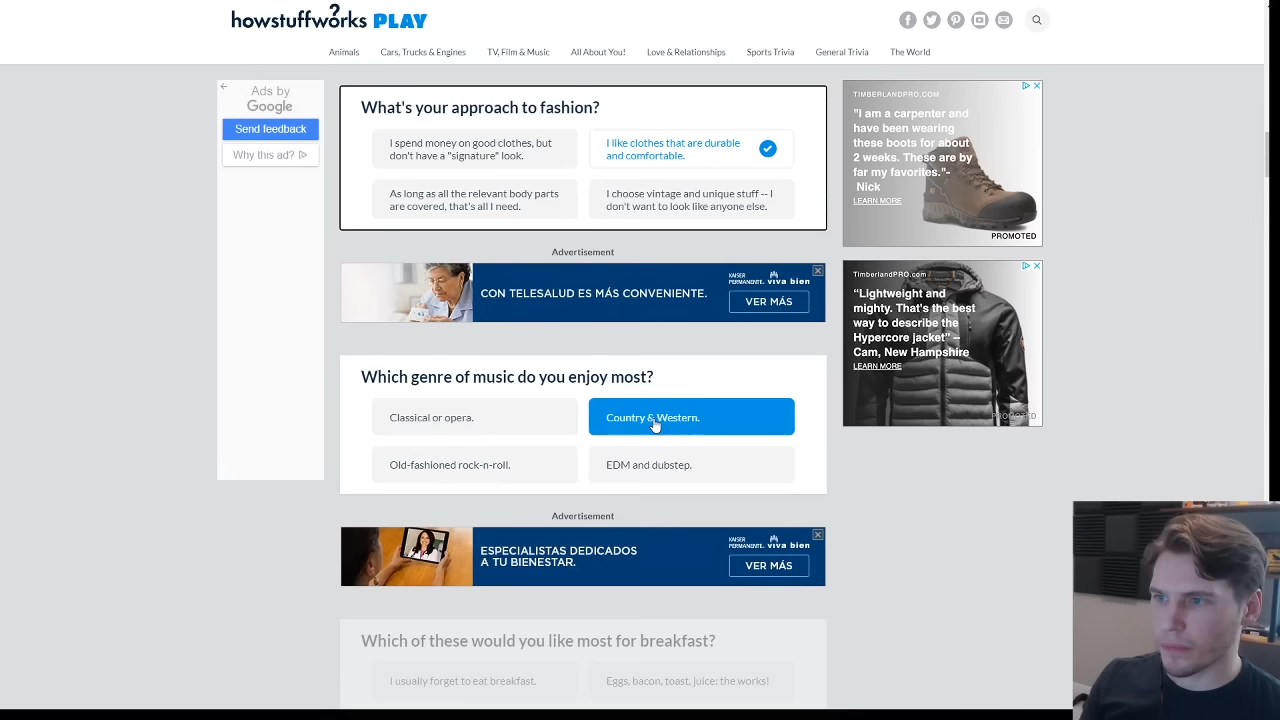 howstuffworks PLAY
Animals
Cars, Trucks & Engines
TV, Film & Music
All About You!
Love & Relationships
Sports Trivia
General Trivia
The World
Ads by
Google
Send feedback
Why this ad?
What's your approach to fashion?
I spend money on good clothes, but
don't have a "signature" look.
I like clothes that are durable
and comfortable.
As long as all the relevant body parts
are covered, that's all I need.
I choose vintage and unique stuff -- I
don't want to look like anyone else.
Advertisement
CON TELESALUD ES MÁS CONVENIENTE.
KAISER
PERMANENTE. viva bien
VER MÁS
Which genre of music do you enjoy most?
Classical or opera.
Country & Western.
Old-fashioned rock-n-roll.
EDM and dubstep.
Advertisement
ESPECIALISTAS DEDICADOS
A TU BIENESTAR.
KAISER
PERMANENTE. viva bien
VER MÁS
Which of these would you like most for breakfast?
I usually forget to eat breakfast.
Eggs, bacon, toast, juice: the works!
TIMBERLANDPRO.COM
"I am a carpenter and
have been wearing
these boots for about
2 weeks. These are by
far my favorites."-
Nick
LEARN MORE
PROMOTED
TimberlandPRO.com
“Lightweight and
mighty. That's the best
way to describe the
Hypercore jacket” –
Cam, New Hampshire
LEARN MORE
PROMOTED